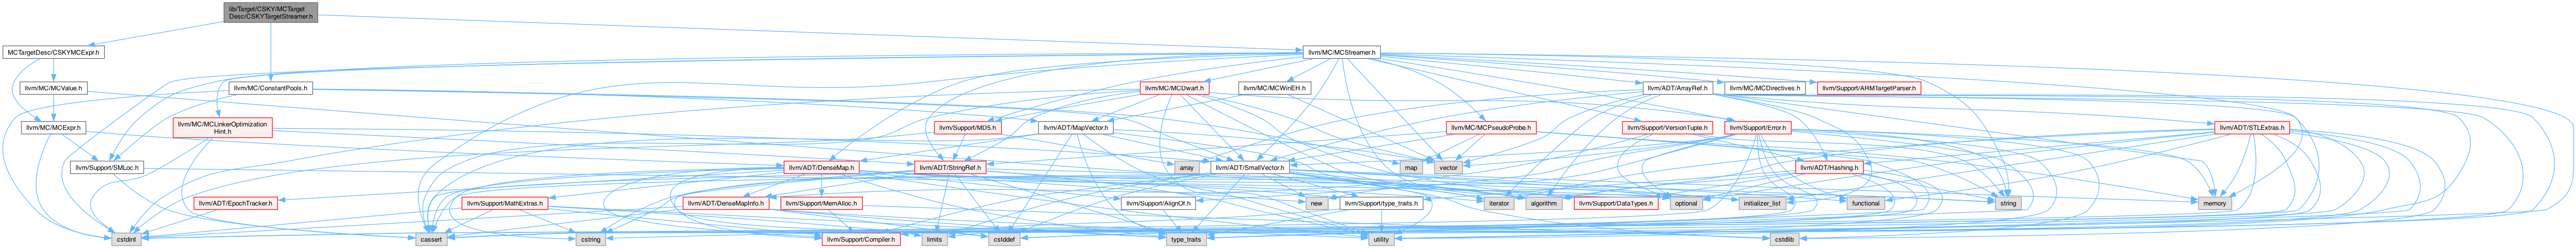 lib/Target/CSKY/MCTarget
Desc/CSKYTargetStreamer.h
MCTargetDesc/CSKYMCExpr.h
llvm/MC/MCStreamer.h
llvm/MC/MCValue.h
llvm/MC/ConstantPools.h
llvm/MC/MCDwarf.h
llvm/MC/MCWinEH.h
llvm/ADT/ArrayRef.h
llvm/MC/MCDirectives.h
llvm/Support/ARMTargetParser.h
llvm/MC/MCExpr.h
llvm/MC/MCLinkerOptimization
Hint.h
llvm/Support/MD5.h
llvm/ADT/MapVector.h
llvm/MC/MCPseudoProbe.h
llvm/Support/VersionTuple.h
llvm/Support/Error.h
llvm/ADT/STLExtras.h
llvm/Support/SMLoc.h
llvm/ADT/DenseMap.h
llvm/ADT/StringRef.h
array
llvm/ADT/SmallVector.h
map
vector
llvm/ADT/Hashing.h
llvm/ADT/EpochTracker.h
llvm/Support/MathExtras.h
llvm/ADT/DenseMapInfo.h
llvm/Support/MemAlloc.h
llvm/Support/AlignOf.h
new
llvm/Support/type_traits.h
iterator
algorithm
llvm/Support/DataTypes.h
optional
initializer_list
functional
string
memory
cstdint
cassert
cstring
llvm/Support/Compiler.h
limits
cstddef
type_traits
utility
cstdlib